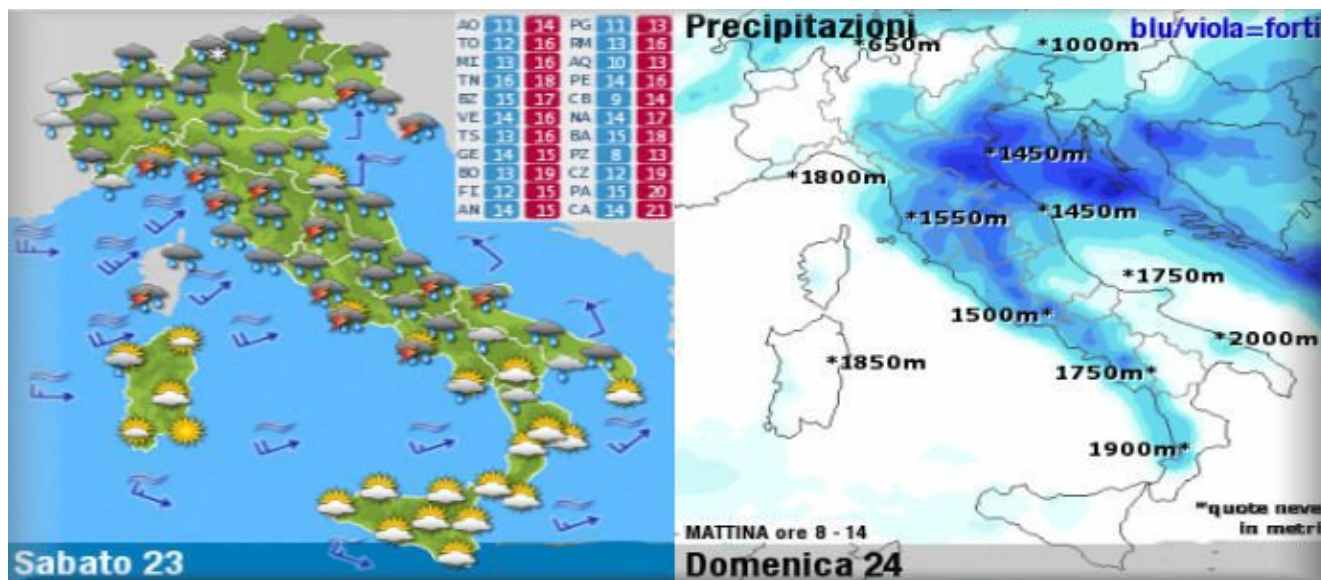 AO 11 14 PG 11 13
TO 12 16 RM 13 16
MI 13 16 AQ 10 13
TN 16 18 PE 14 16
BZ 15 17 CB 9 14
VE 14 16 NA 14 17
TS 13 16 BA 15 18
GE 14 15 PZ 8 13
BO 13 19 CZ 12 19
FI 12 15 PA 15 20
AN 14 15 CA 14 21
Sabato 23
Precipitazioni
blu/viola=forti
*650m
*1000m
*1450m
*1800m
*1550m
*1450m
*1750m
1500m*
*2000m
*1850m
1750m*
1900m*
*quote neve
in metri
MATTINA ore 8 - 14
Domenica 24